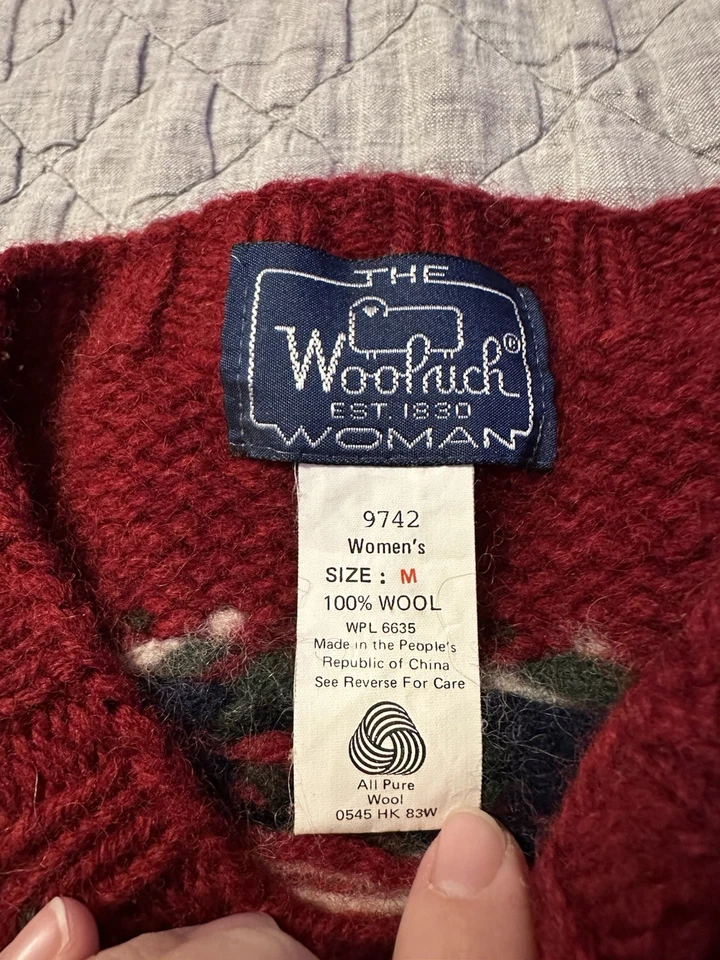 THE
Woolrich®
EST. 1830
WOMAN
9742
Women's
SIZE : M
100% WOOL
WPL 6635
Made in the People's
Republic of China
See Reverse For Care
All Pure
Wool
0545 HK 83W